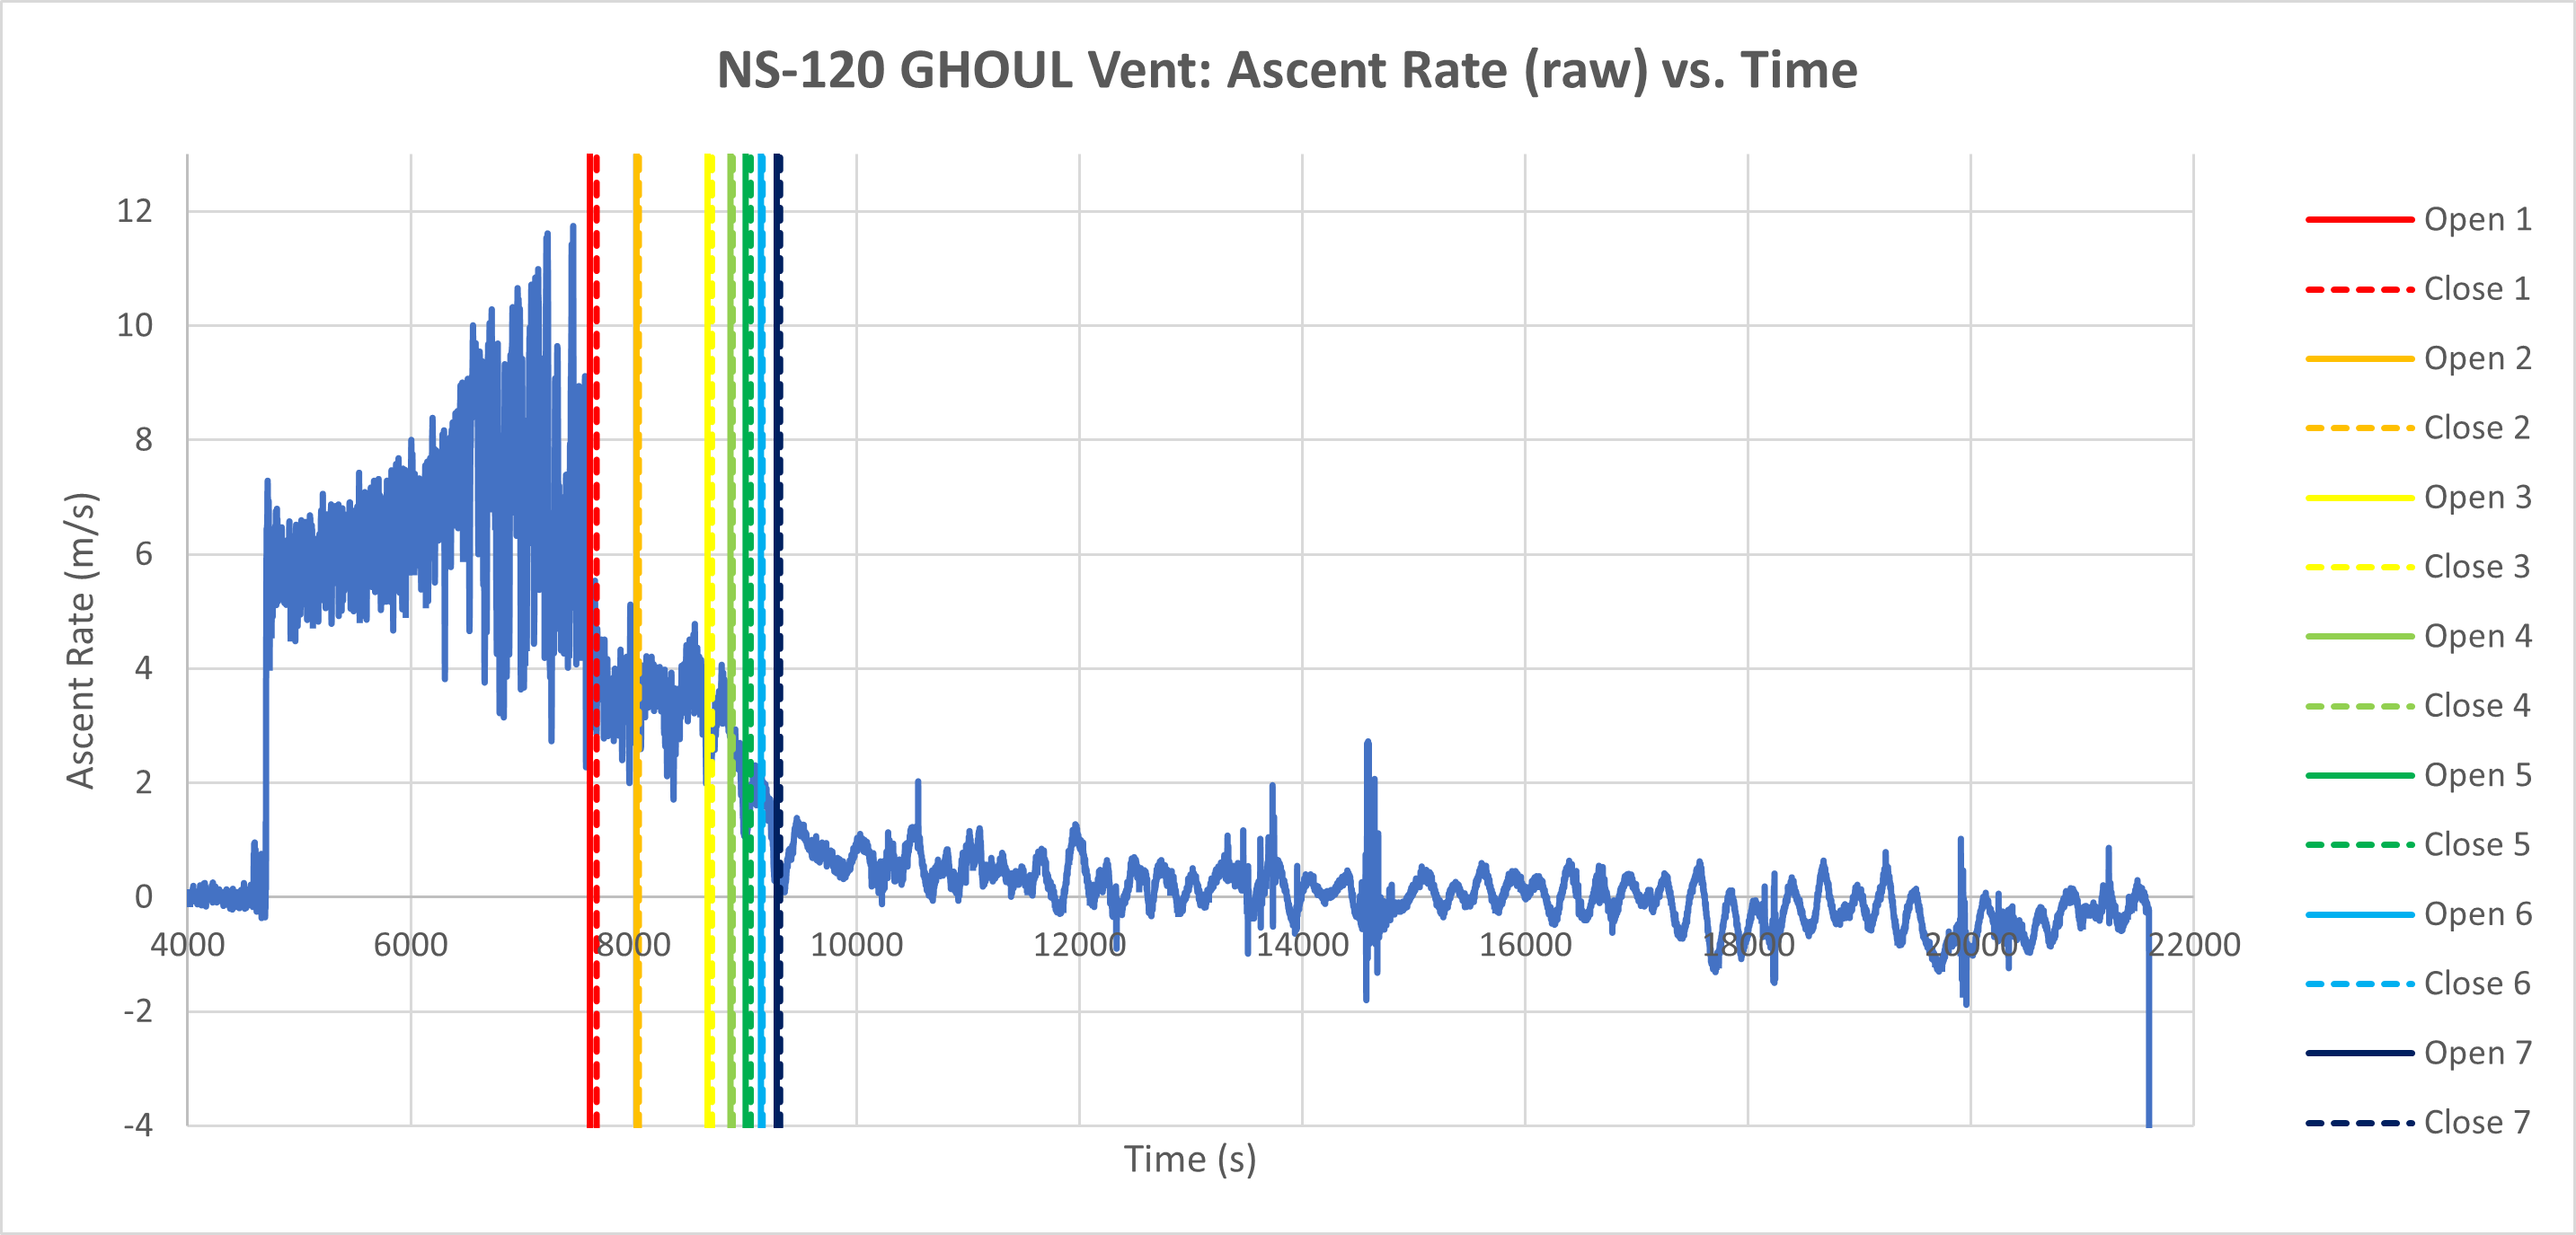 NS-120 GHOUL Vent: Ascent Rate (raw) vs. Time
Ascent Rate (m/s)
12
10
8
6
4
2
0
-2
-4
4000 6000 8000 10000 12000 14000 16000 18000 20000 22000
Time (s)
Open 1
Close 1
Open 2
Close 2
Open 3
Close 3
Open 4
Close 4
Open 5
Close 5
Open 6
Close 6
Open 7
Close 7